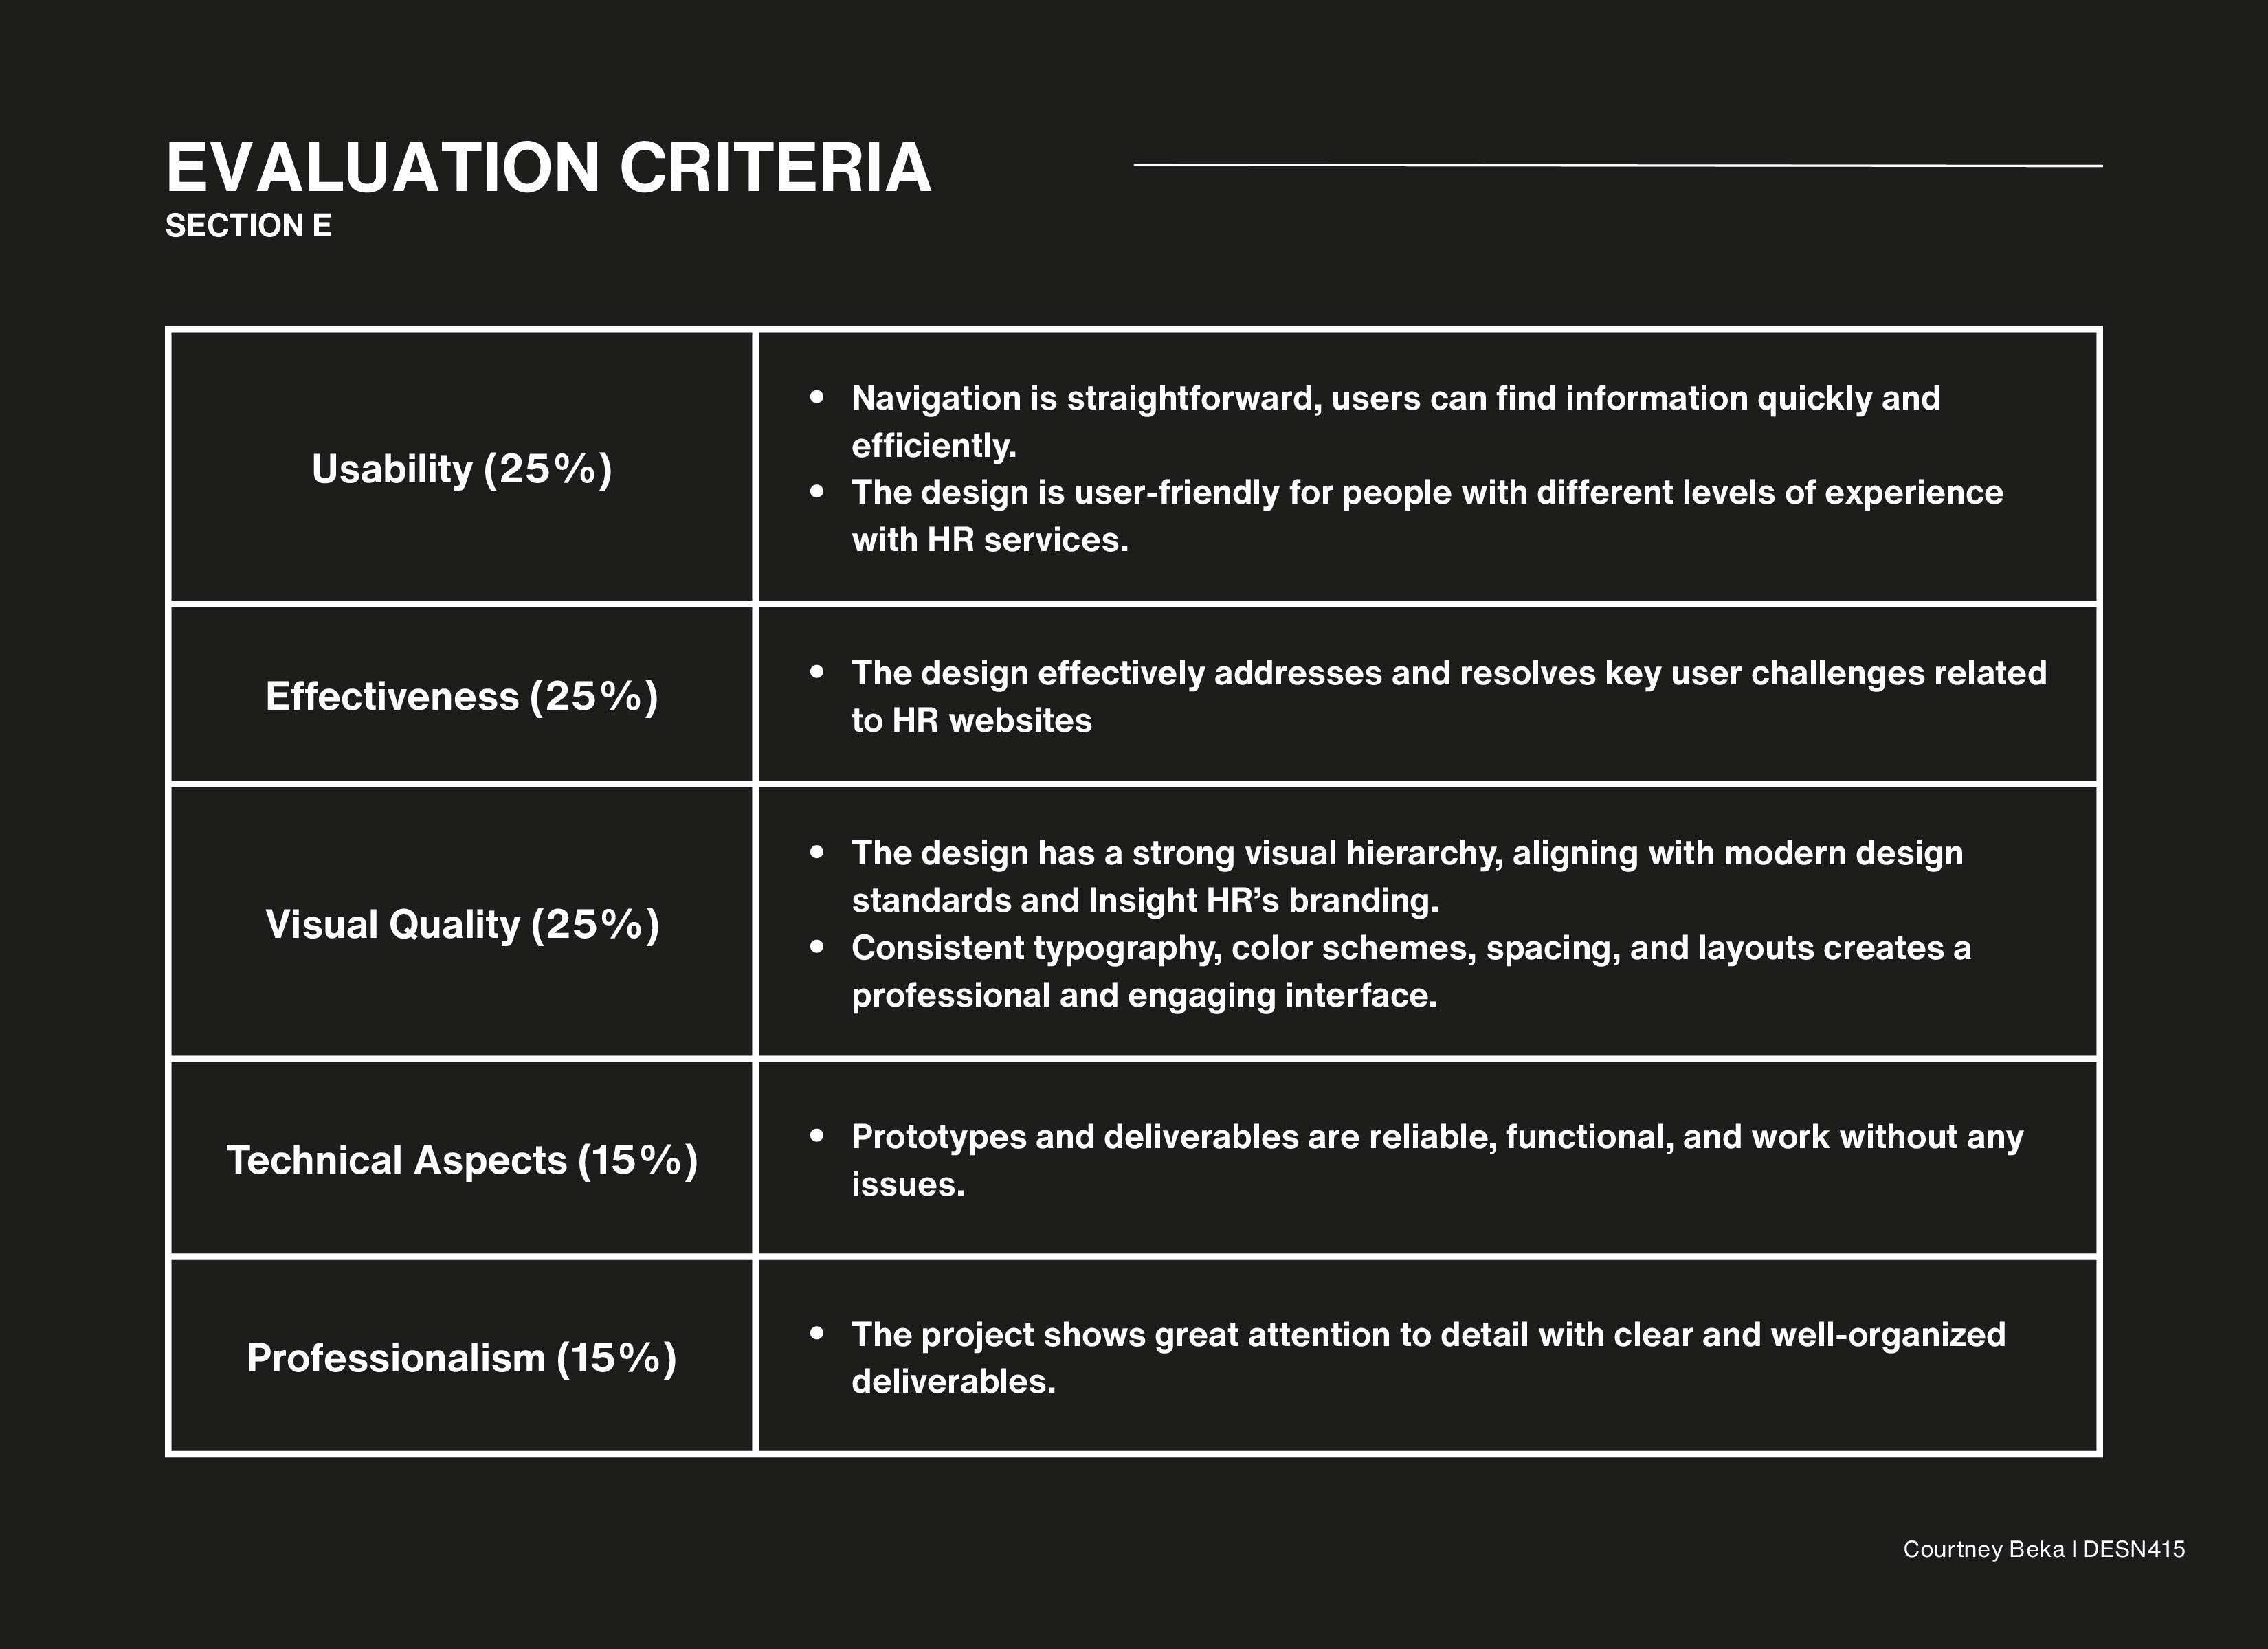 EVALUATION CRITERIA
SECTION E
Usability (25%)
• Navigation is straightforward, users can find information quickly and
efficiently.
• The design is user-friendly for people with different levels of experience
with HR services.
Effectiveness (25%)
• The design effectively addresses and resolves key user challenges related
to HR websites
Visual Quality (25%)
• The design has a strong visual hierarchy, aligning with modern design
standards and Insight HR’s branding.
• Consistent typography, color schemes, spacing, and layouts creates a
professional and engaging interface.
Technical Aspects (15%)
• Prototypes and deliverables are reliable, functional, and work without any
issues.
Professionalism (15%)
• The project shows great attention to detail with clear and well-organized
deliverables.
Courtney Beka | DESN415